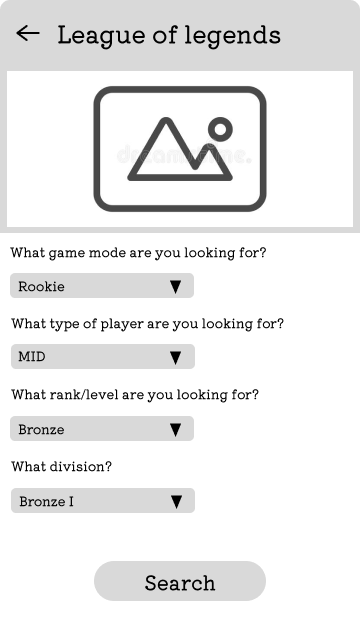 League of legends
dreamstime.
What game mode are you looking for?
Rookie
What type of player are you looking for?
MID
What rank/level are you looking for?
Bronze
What division?
Bronze I
Search